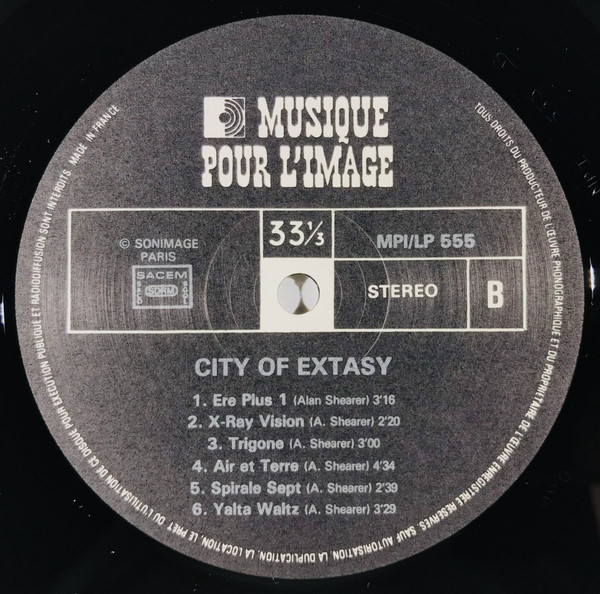 MUSIQUE
POUR L'IMAGE
33⅓
© SONIMAGE
PARIS
SACEM
SDRM
MPI/LP 555
STEREO
B
CITY OF EXTASY
1. Ere Plus 1 (Alan Shearer) 3'16
2. X-Ray Vision (A. Shearer) 2'20
3. Trigone (A. Shearer) 3'00
4. Air et Terre (A. Shearer) 4'34
5. Spirale Sept (A. Shearer) 2'39
6. Yalta Waltz (A. Shearer) 3'29
TOUS DROITS DU PRODUCTEUR DE L'ŒUVRE PHONOGRAPHIQUE ET DU PROPRIETAIRE DE L'ŒUVRE ENREGISTREE RESERVES. SAUF AUTORISATION, LA DUPLICATION, LA LOCATION, LE PRET OU L'UTILISATION DE CE DISQUE POUR EXECUTION PUBLIQUE ET RADIODIFFUSION SONT INTERDITS. MADE IN FRANCE